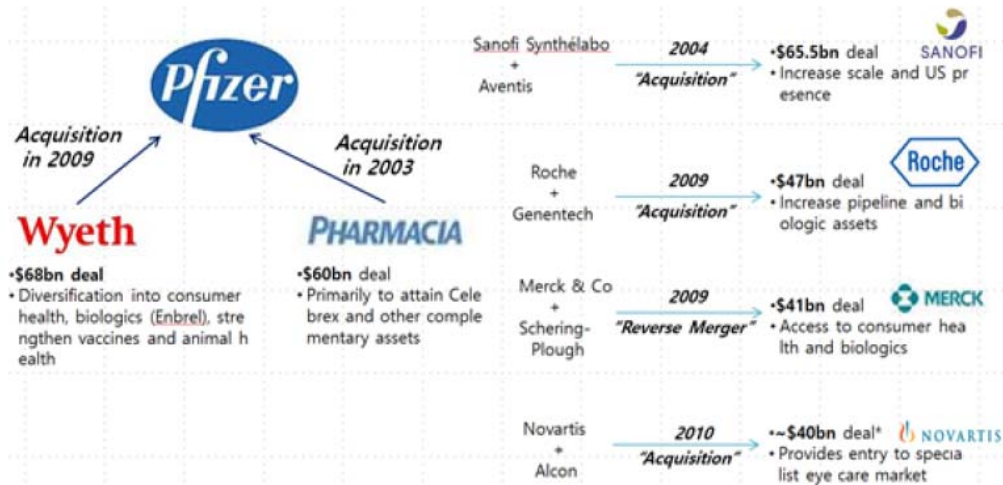 Pfizer
Acquisition
in 2009
Acquisition
in 2003
Wyeth
•$68bn deal
• Diversification into consumer
health, biologics (Enbrel), stre
ngthen vaccines and animal h
ealth
PHARMACIA
•$60bn deal
• Primarily to attain Cele
brex and other comple
mentary assets
Sanofi Synthélabo
+
Aventis
2004
"Acquisition"
•$65.5bn deal
• Increase scale and US pr
esence
SANOFI
Roche
+
Genentech
2009
"Acquisition"
•$47bn deal
• Increase pipeline and bi
ologic assets
Roche
Merck & Co
+
Schering-
Plough
2009
"Reverse Merger"
•$41bn deal
• Access to consumer hea
lth and biologics
MERCK
Novartis
+
Alcon
2010
"Acquisition"
•~$40bn deal*
• Provides entry to specia
list eye care market
NOVARTIS